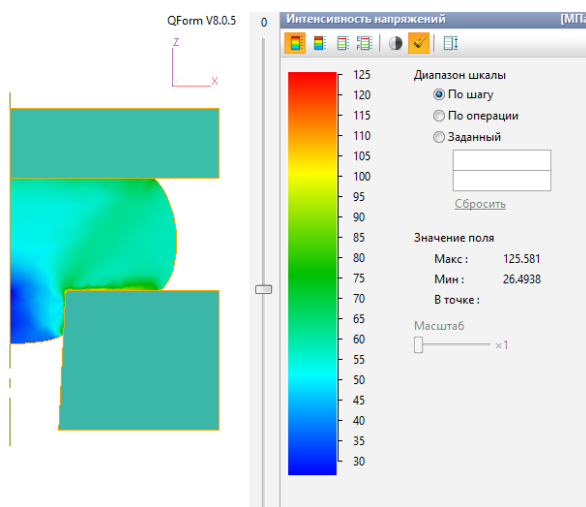 QForm V8.0.5
0
Z
X
Интенсивность напряжений [МПа
125
120
115
110
105
100
95
90
85
80
75
70
65
60
55
50
45
40
35
30
Диапазон шкалы
По шагу
По операции
Заданный
Сбросить
Значение поля
Макс : 125.581
Мин : 26.4938
В точке :
Масштаб
×1